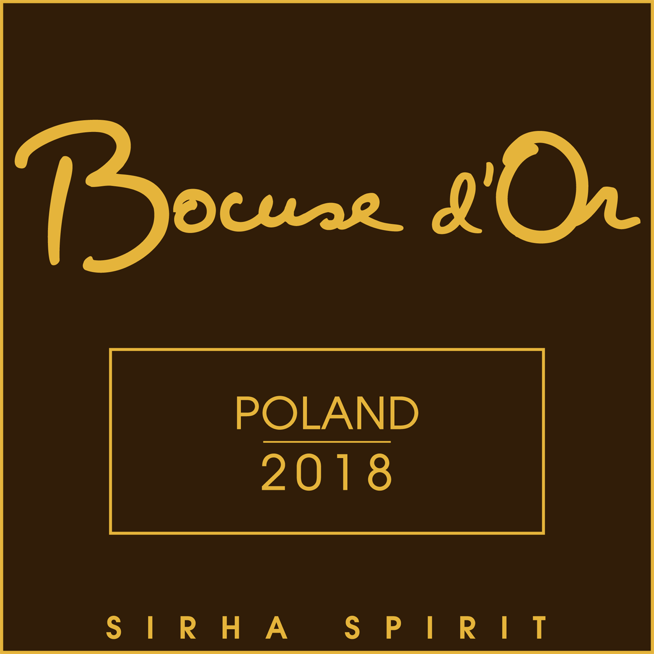 Bocuse d'Or
POLAND
2018
SIRHA SPIRIT